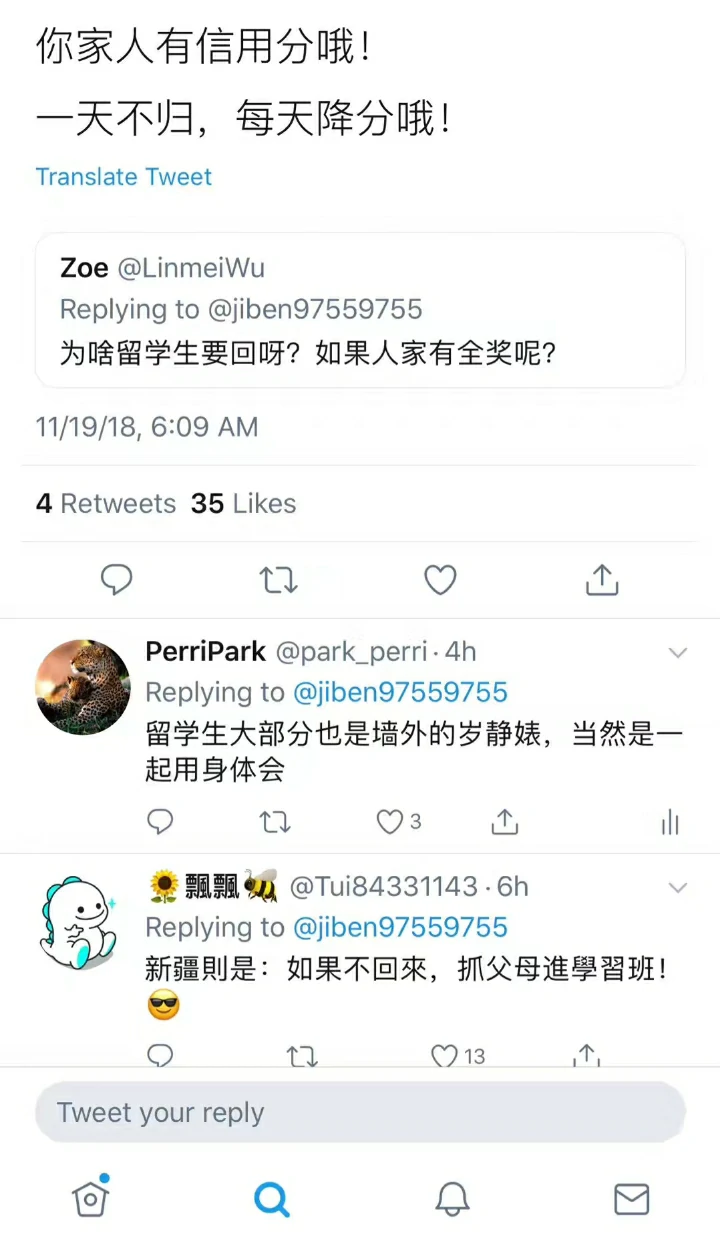 你家人有信用分哦！
一天不归，每天降分哦！
Translate Tweet
Zoe @LinmeiWu
Replying to @jiben97559755
为啥留学生要回呀？如果人家有全奖呢？
11/19/18, 6:09 AM
4 Retweets 35 Likes
PerriPark @park_perri · 4h
Replying to @jiben97559755
留学生大部分也是墙外的岁静婊，当然是一
起用身体会
3
🌻飄飄🐝 @Tui84331143 · 6h
Replying to @jiben97559755
新疆則是：如果不回來，抓父母進學習班！
😎
13
Tweet your reply